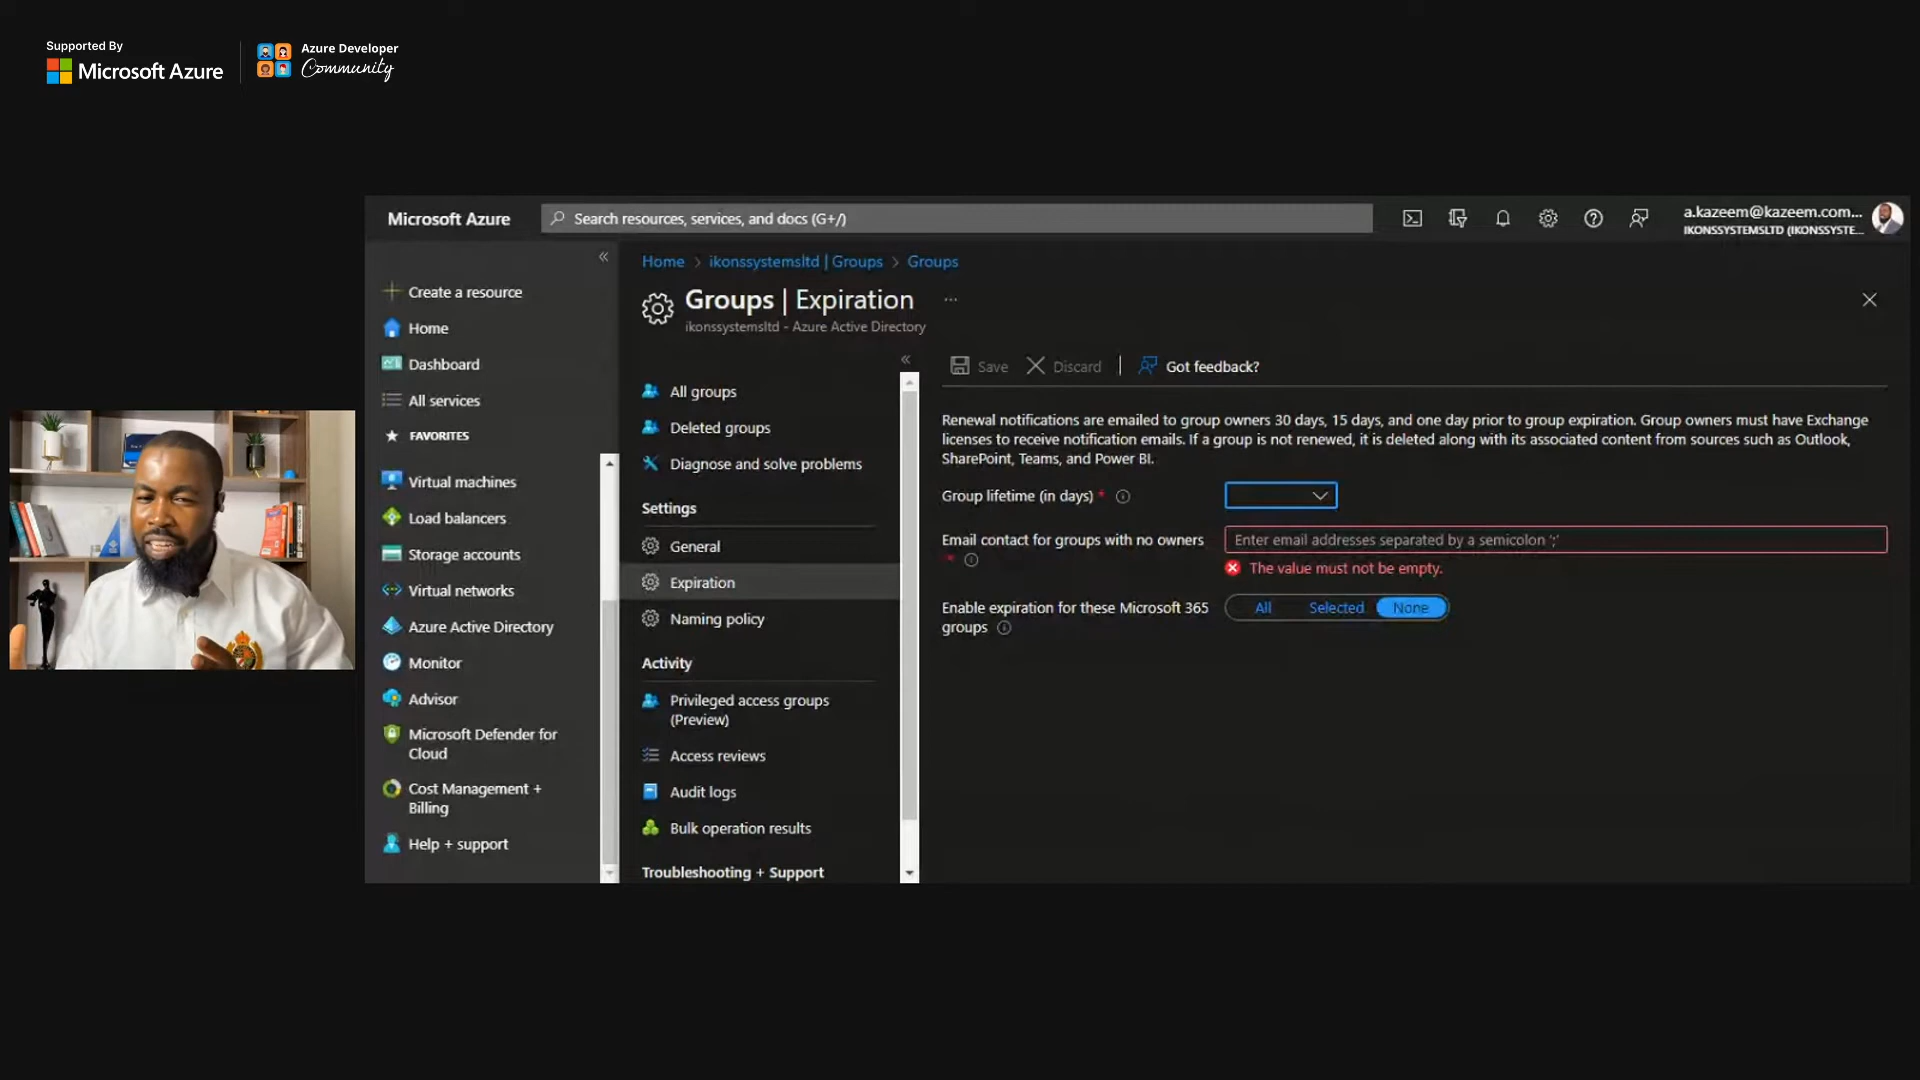 Supported By
Microsoft Azure
Azure Developer
Community
Microsoft Azure
Search resources, services, and docs (G+/)
a.kazeem@kazeem.com...
IKONSSYSTEMSLTD (IKONSSYSTE...
Create a resource
Home
Dashboard
All services
FAVORITES
Virtual machines
Load balancers
Storage accounts
Virtual networks
Azure Active Directory
Monitor
Advisor
Microsoft Defender for
Cloud
Cost Management +
Billing
Help + support
Home > ikonssystemsltd | Groups > Groups
Groups | Expiration ...
ikonssystemsltd - Azure Active Directory
All groups
Deleted groups
Diagnose and solve problems
Settings
General
Expiration
Naming policy
Activity
Privileged access groups
(Preview)
Access reviews
Audit logs
Bulk operation results
Troubleshooting + Support
Save Discard | Got feedback?
Renewal notifications are emailed to group owners 30 days, 15 days, and one day prior to group expiration. Group owners must have Exchange
licenses to receive notification emails. If a group is not renewed, it is deleted along with its associated content from sources such as Outlook,
SharePoint, Teams, and Power BI.
Group lifetime (in days) *
Email contact for groups with no owners
*
Enter email addresses separated by a semicolon ';'
The value must not be empty.
Enable expiration for these Microsoft 365
groups
All Selected None